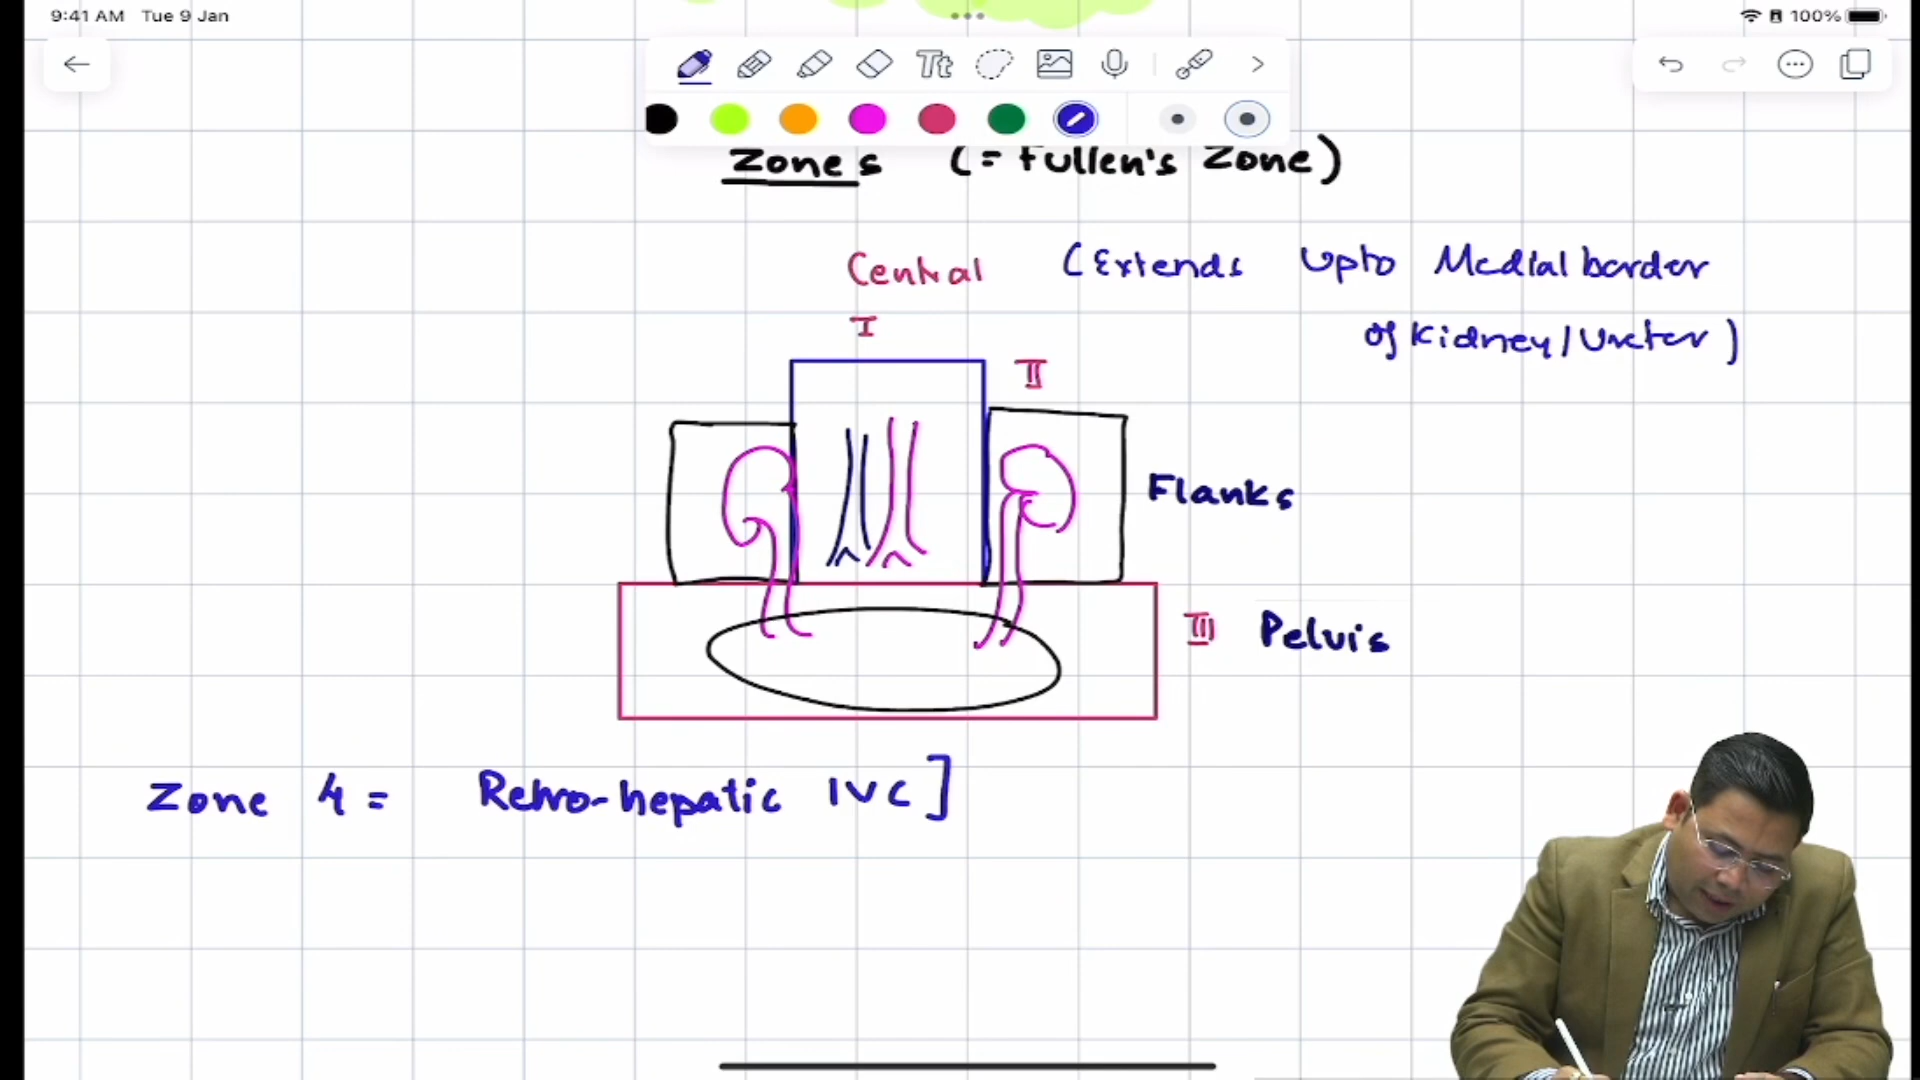 9:41 AM Tue 9 Jan
100%
Tt
Zones (= Fullen's Zone)
Central (Extends Upto Medial border
of Kidney/Ureter)
I
II
Flanks
III Pelvis
Zone 4 = Retro-hepatic IVC]